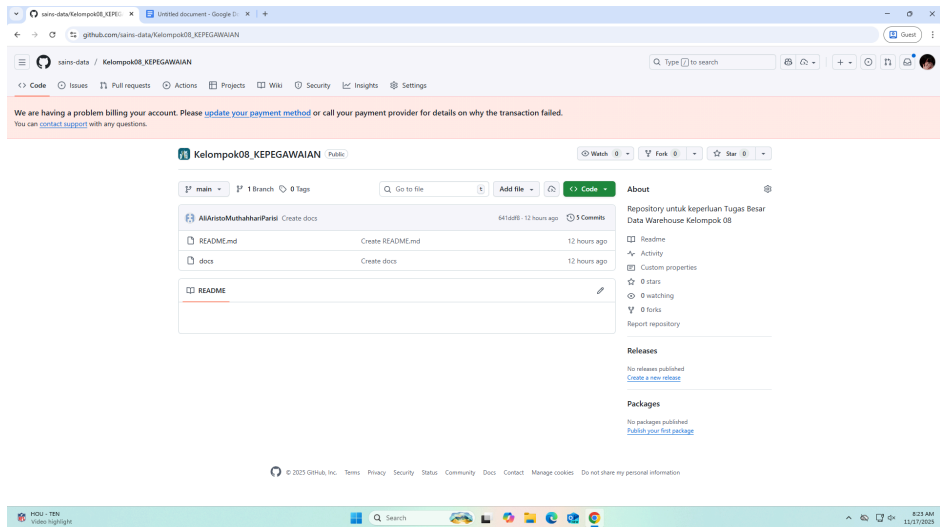 sains-data/Kelompok08_KEPEG
Untitled document - Google D
github.com/sains-data/Kelompok08_KEPEGAWAIAN
Guest
sains-data / Kelompok08_KEPEGAWAIAN
Type / to search
Code Issues Pull requests Actions Projects Wiki Security Insights Settings
We are having a problem billing your account. Please update your payment method or call your payment provider for details on why the transaction failed.
You can contact support with any questions.
Kelompok08_KEPEGAWAIAN Public
Watch 0 Fork 0 Star 0
main 1 Branch 0 Tags Go to file t Add file Code
About
AliAristoMuthahhariParisi Create docs 641ddf8 · 12 hours ago 5 Commits
Repository untuk keperluan Tugas Besar
Data Warehouse Kelompok 08
README.md Create README.md 12 hours ago
docs Create docs 12 hours ago
README
Readme
Activity
Custom properties
0 stars
0 watching
0 forks
Report repository
Releases
No releases published
Create a new release
Packages
No packages published
Publish your first package
© 2025 GitHub, Inc. Terms Privacy Security Status Community Docs Contact Manage cookies Do not share my personal information
HOU - TEN
Video highlight
Search
8:23 AM
11/17/2025